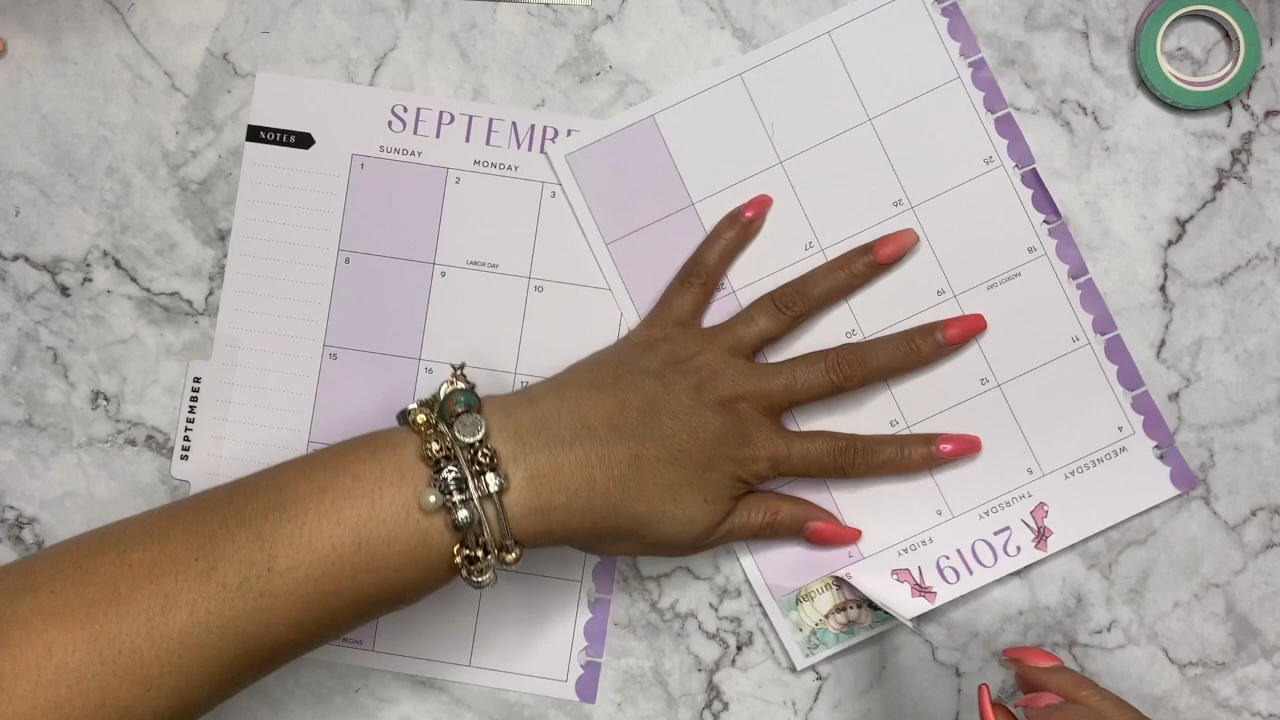 SEPTEMBE
NOTES
SUNDAY
MONDAY
1
2
3
LABOR DAY
8
9
10
15
16
17
SEPTEMBER
BEGINS
2019
WEDNESDAY
THURSDAY
FRIDAY
S
4
5
6
7
11
12
13
PATRIOT DAY
18
19
20
25
26
27
28
Sunday